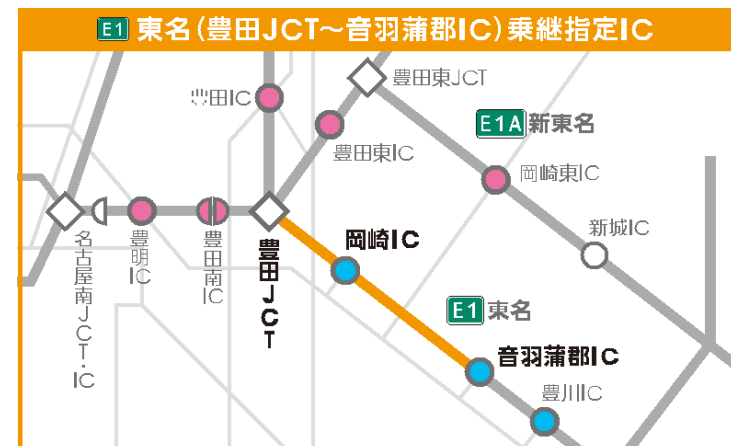 E1 東名(豊田JCT～音羽蒲郡IC)乗継指定IC
豊田東JCT
豊田IC
E1A 新東名
豊田東IC
岡崎東IC
新城IC
名古屋南JCT・IC
豊明IC
豊田南IC
豊田JCT
岡崎IC
E1 東名
音羽蒲郡IC
豊川IC